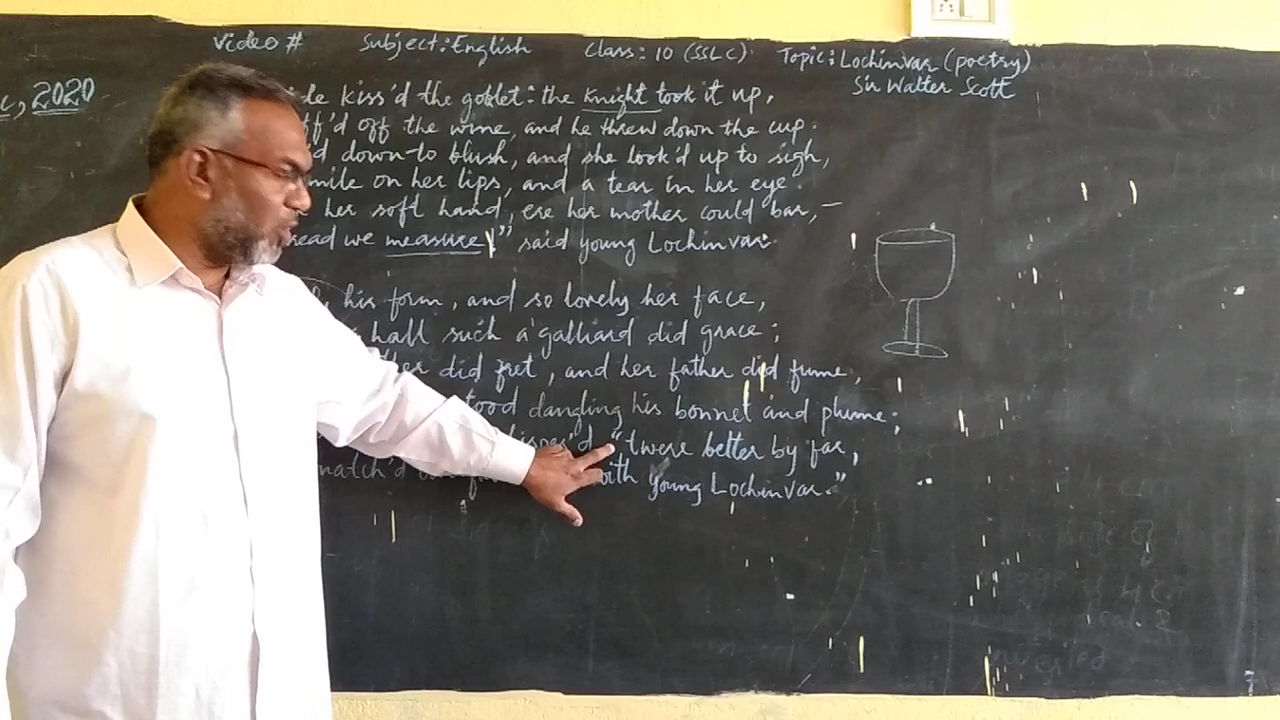 Video # Subject: English Class: 10 (SSLC) Topic: Lochinvar (poetry)
Sir Walter Scott
c, 2020
de kiss'd the goblet: the knight took it up,
ff'd off the wine, and he threw down the cup.
d down to blush, and she look'd up to sigh,
mile on her lips, and a tear in her eye.
her soft hand, ere her mother could bar, —
read we measure!" said young Lochinvar.
his form, and so lovely her face,
hall such a galliard did grace;
her did fret, and her father did fume,
tood dangling his bonnet and plume;
hisper'd "twere better by far,
match'd with young Lochinvar."